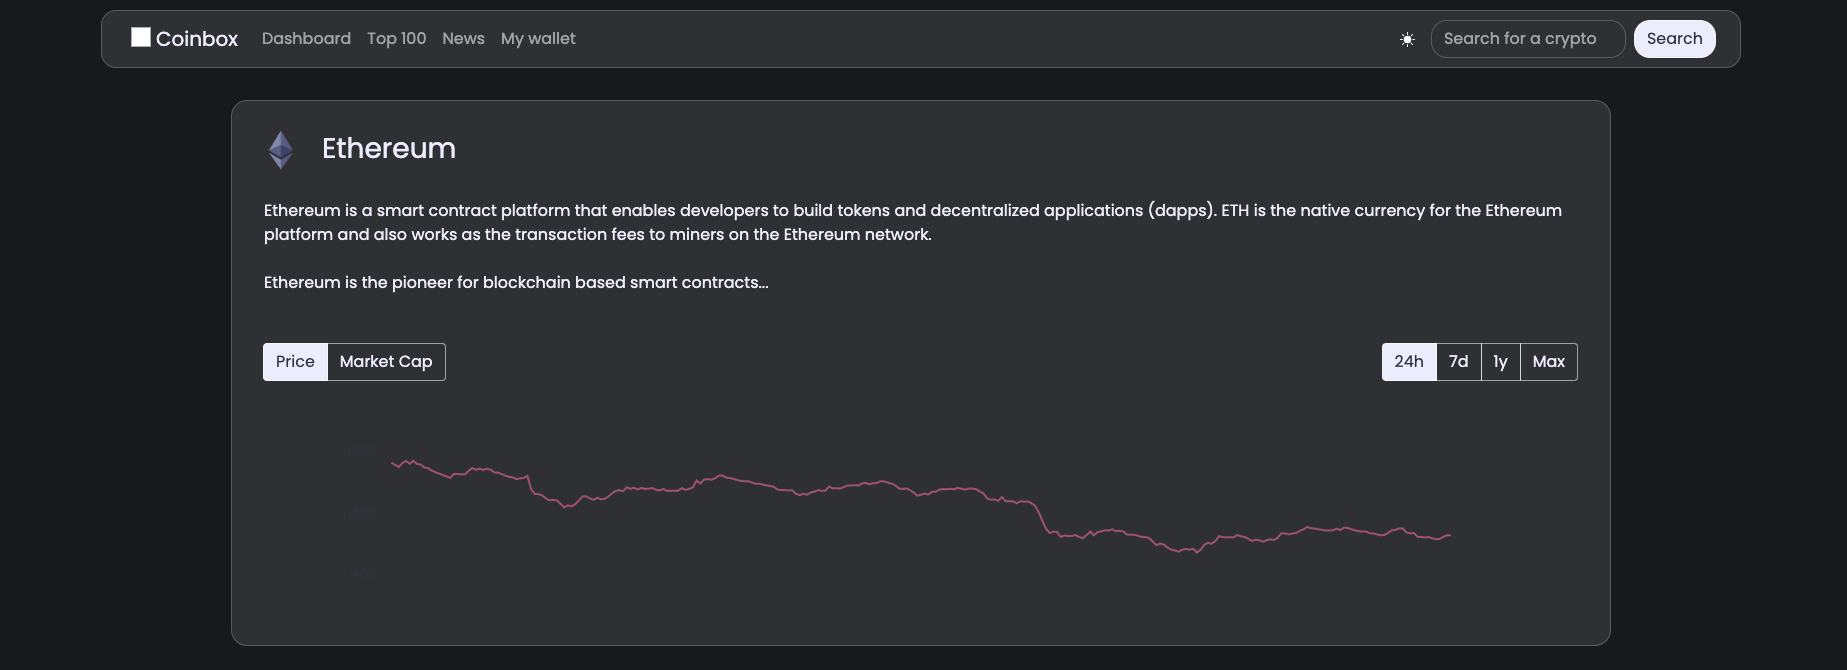 Coinbox Dashboard Top 100 News My wallet Search for a crypto Search
Ethereum
Ethereum is a smart contract platform that enables developers to build tokens and decentralized applications (dapps). ETH is the native currency for the Ethereum
platform and also works as the transaction fees to miners on the Ethereum network.
Ethereum is the pioneer for blockchain based smart contracts...
Price Market Cap 24h 7d 1y Max